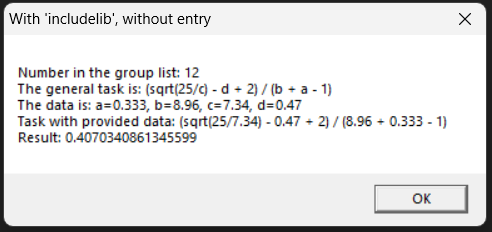 With 'includelib', without entry
Number in the group list: 12
The general task is: (sqrt(25/c) - d + 2) / (b + a - 1)
The data is: a=0.333, b=8.96, c=7.34, d=0.47
Task with provided data: (sqrt(25/7.34) - 0.47 + 2) / (8.96 + 0.333 - 1)
Result: 0.4070340861345599
OK